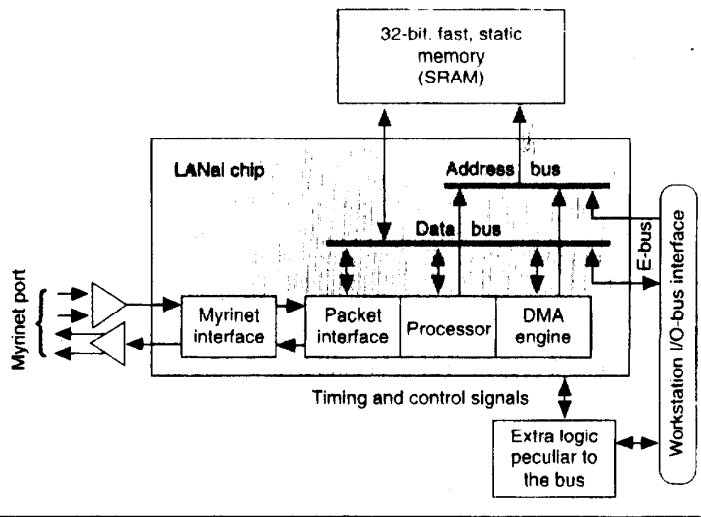 32-bit. fast, static
memory
(SRAM)
LANai chip
Address bus
Data bus
E-bus
Workstation I/O-bus interface
Myrinet port
Myrinet
interface
Packet
interface
Processor
DMA
engine
Timing and control signals
Extra logic
peculiar to
the bus